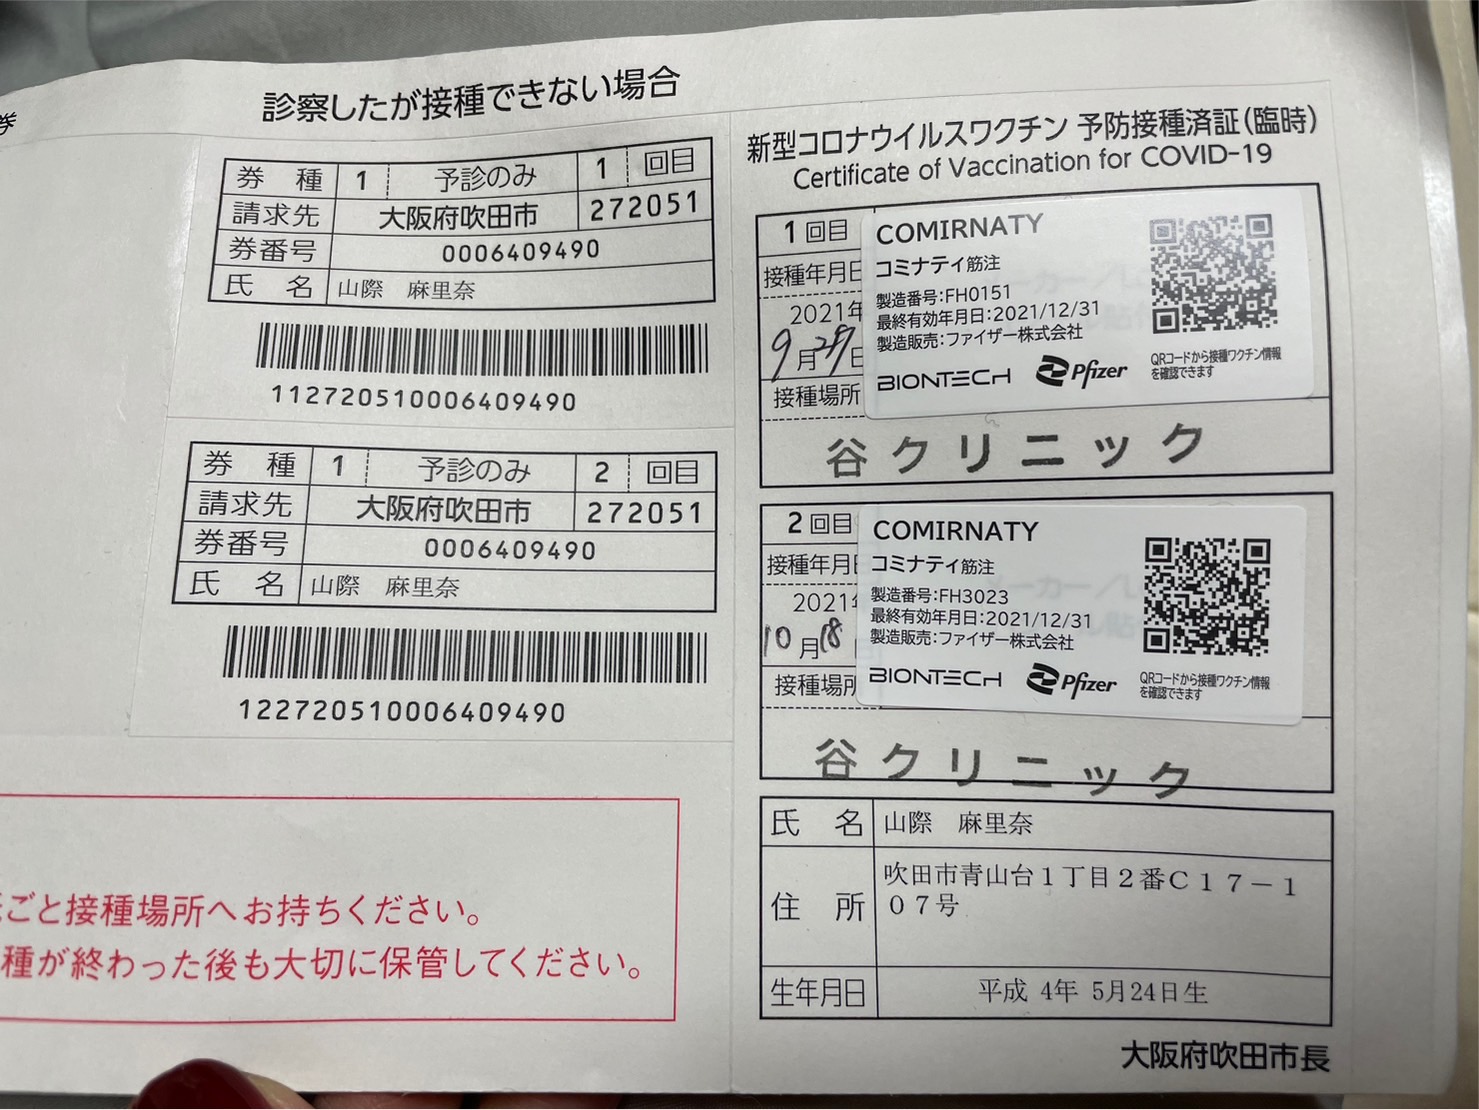 券
診察したが接種できない場合
券 種 1 予診のみ 1 回目
請求先 大阪府吹田市 272051
券番号 0006409490
氏 名 山際 麻里奈
112720510006409490
券 種 1 予診のみ 2 回目
請求先 大阪府吹田市 272051
券番号 0006409490
氏 名 山際 麻里奈
122720510006409490
ごと接種場所へお持ちください。
種が終わった後も大切に保管してください。
新型コロナウイルスワクチン 予防接種済証(臨時)
Certificate of Vaccination for COVID-19
1回目
接種年月日
2021年
9月27日
接種場所
COMIRNATY
コミナティ筋注
製造番号:FH0151
最終有効年月日:2021/12/31
製造販売:ファイザー株式会社
BIONTECH Pfizer
QRコードから接種ワクチン情報
を確認できます
谷クリニック
2回目
接種年月日
2021年
10月18
接種場所
COMIRNATY
コミナティ筋注
製造番号:FH3023
最終有効年月日:2021/12/31
製造販売:ファイザー株式会社
BIONTECH Pfizer
QRコードから接種ワクチン情報
を確認できます
谷クリニック
氏 名 山際 麻里奈
住 所 吹田市青山台1丁目2番C17-1
07号
生年月日 平成 4年 5月24日生
大阪府吹田市長